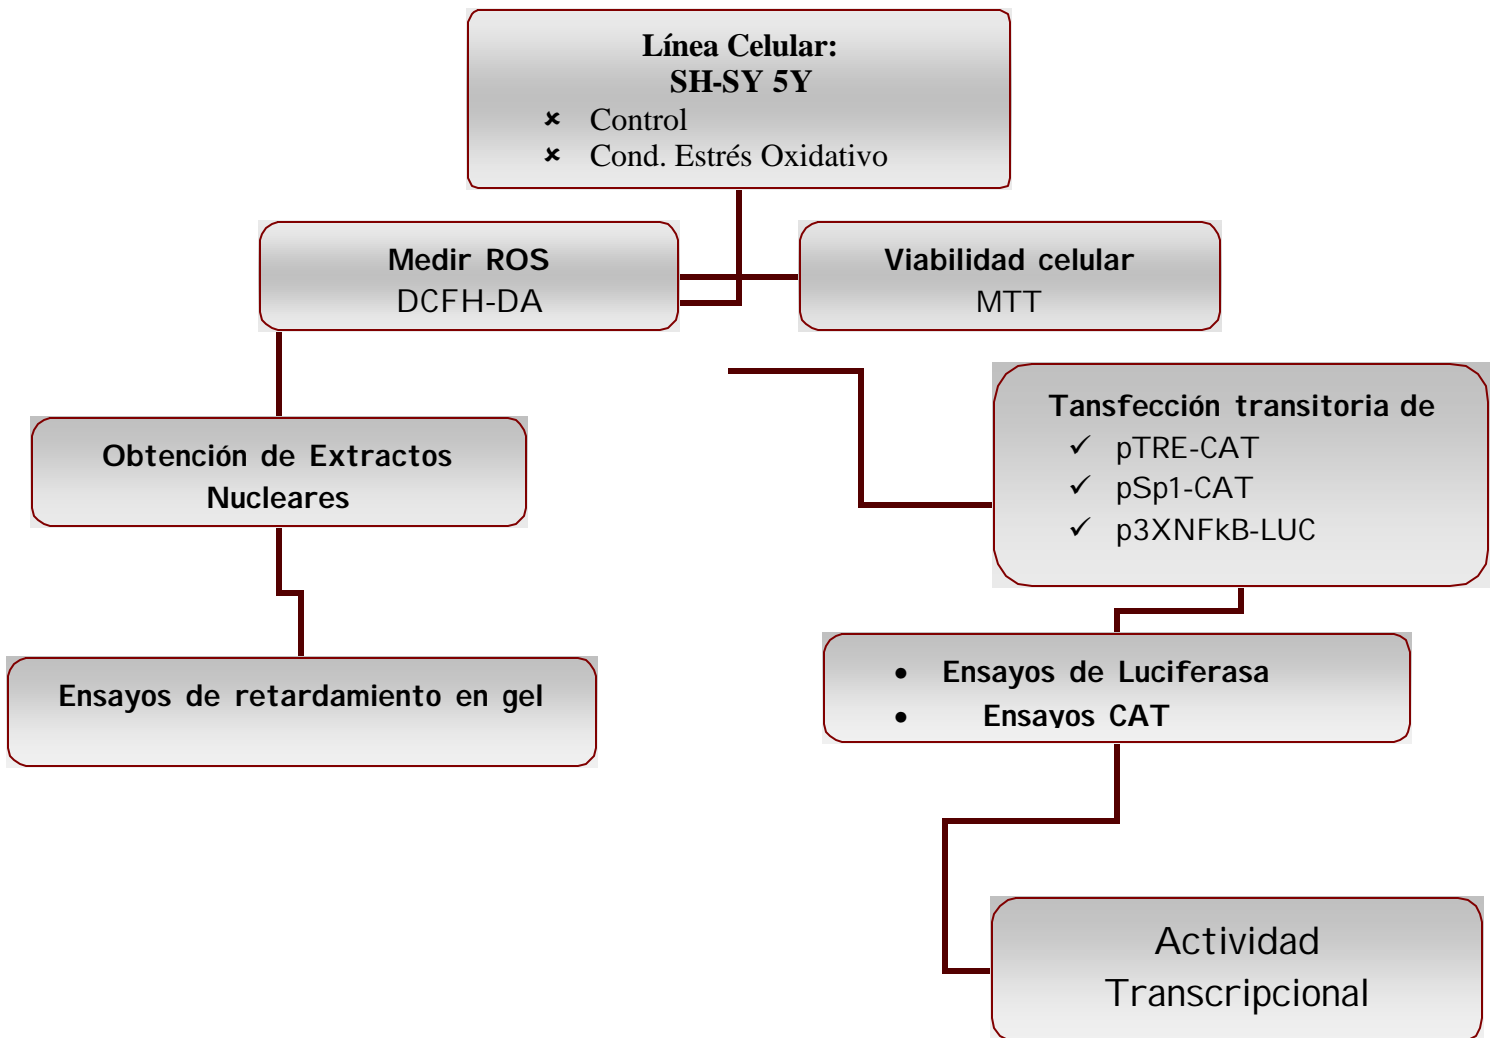 Línea Celular:
SH-SY 5Y
× Control
× Cond. Estrés Oxidativo
Medir ROS
DCFH-DA
Viabilidad celular
MTT
Obtención de Extractos
Nucleares
Tansfección transitoria de
✓ pTRE-CAT
✓ pSp1-CAT
✓ p3XNFkB-LUC
Ensayos de retardamiento en gel
• Ensayos de Luciferasa
• Ensayos CAT
Actividad
Transcripcional